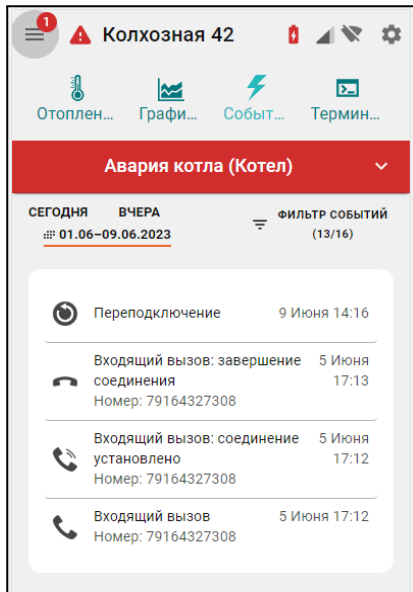 1
Колхозная 42
Отоплен... Графи... Событ... Термин...
Авария котла (Котел)
СЕГОДНЯ ВЧЕРА
01.06–09.06.2023
ФИЛЬТР СОБЫТИЙ
(13/16)
Переподключение 9 Июня 14:16
Входящий вызов: завершение 5 Июня
соединения 17:13
Номер: 79164327308
Входящий вызов: соединение 5 Июня
установлено 17:12
Номер: 79164327308
Входящий вызов 5 Июня 17:12
Номер: 79164327308